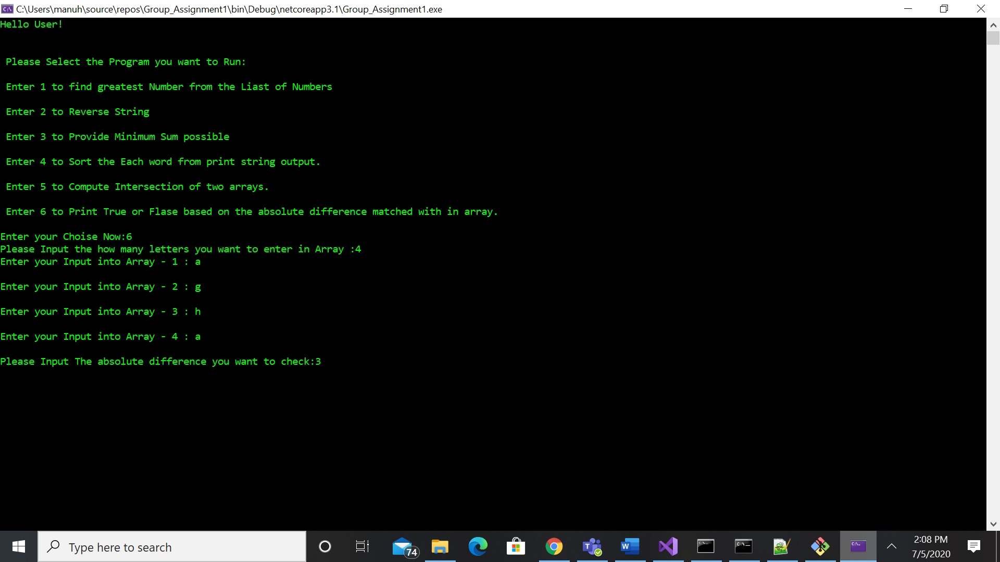 C:\Users\manuh\source\repos\Group_Assignment1\bin\Debug\netcoreapp3.1\Group_Assignment1.exe
Hello User!
Please Select the Program you want to Run:
Enter 1 to find greatest Number from the Liast of Numbers
Enter 2 to Reverse String
Enter 3 to Provide Minimum Sum possible
Enter 4 to Sort the Each word from print string output.
Enter 5 to Compute Intersection of two arrays.
Enter 6 to Print True or Flase based on the absolute difference matched with in array.
Enter your Choise Now:6
Please Input the how many letters you want to enter in Array :4
Enter your Input into Array - 1 : a
Enter your Input into Array - 2 : g
Enter your Input into Array - 3 : h
Enter your Input into Array - 4 : a
Please Input The absolute difference you want to check:3
Type here to search
74
2:08 PM
7/5/2020